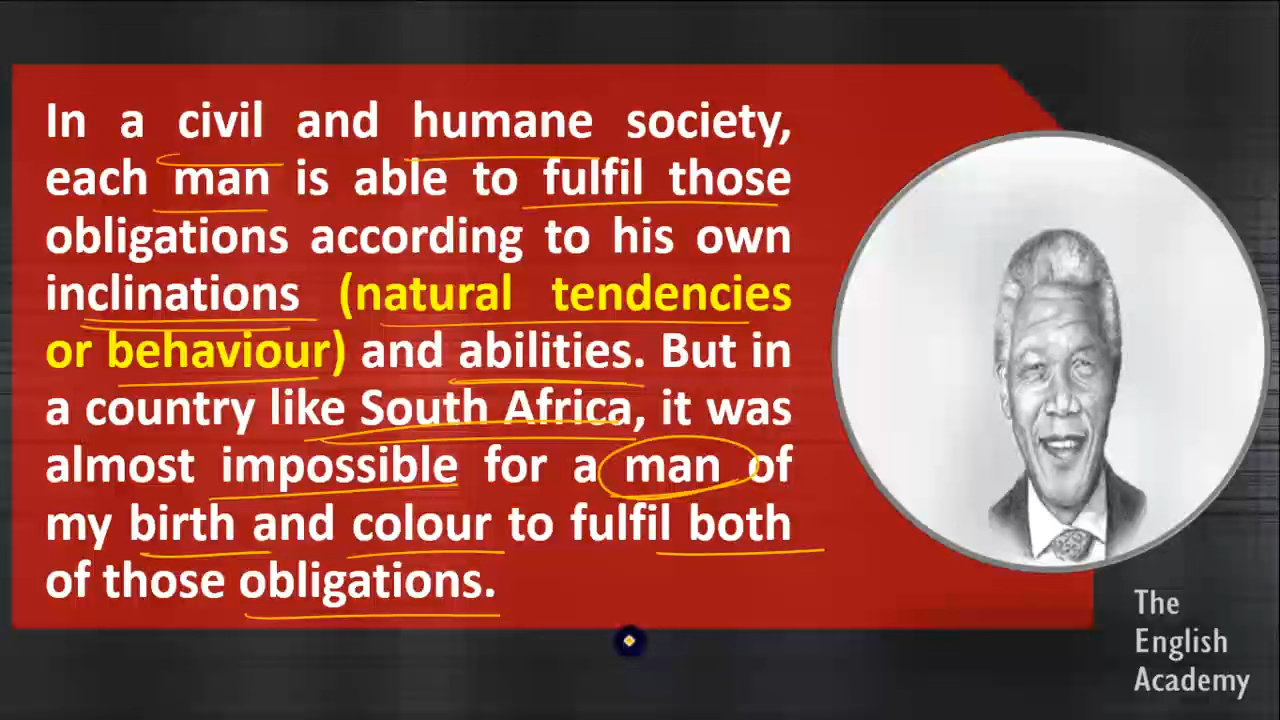 In a civil and humane society,
each man is able to fulfil those
obligations according to his own
inclinations (natural tendencies
or behaviour) and abilities. But in
a country like South Africa, it was
almost impossible for a man of
my birth and colour to fulfil both
of those obligations.
The
English
Academy